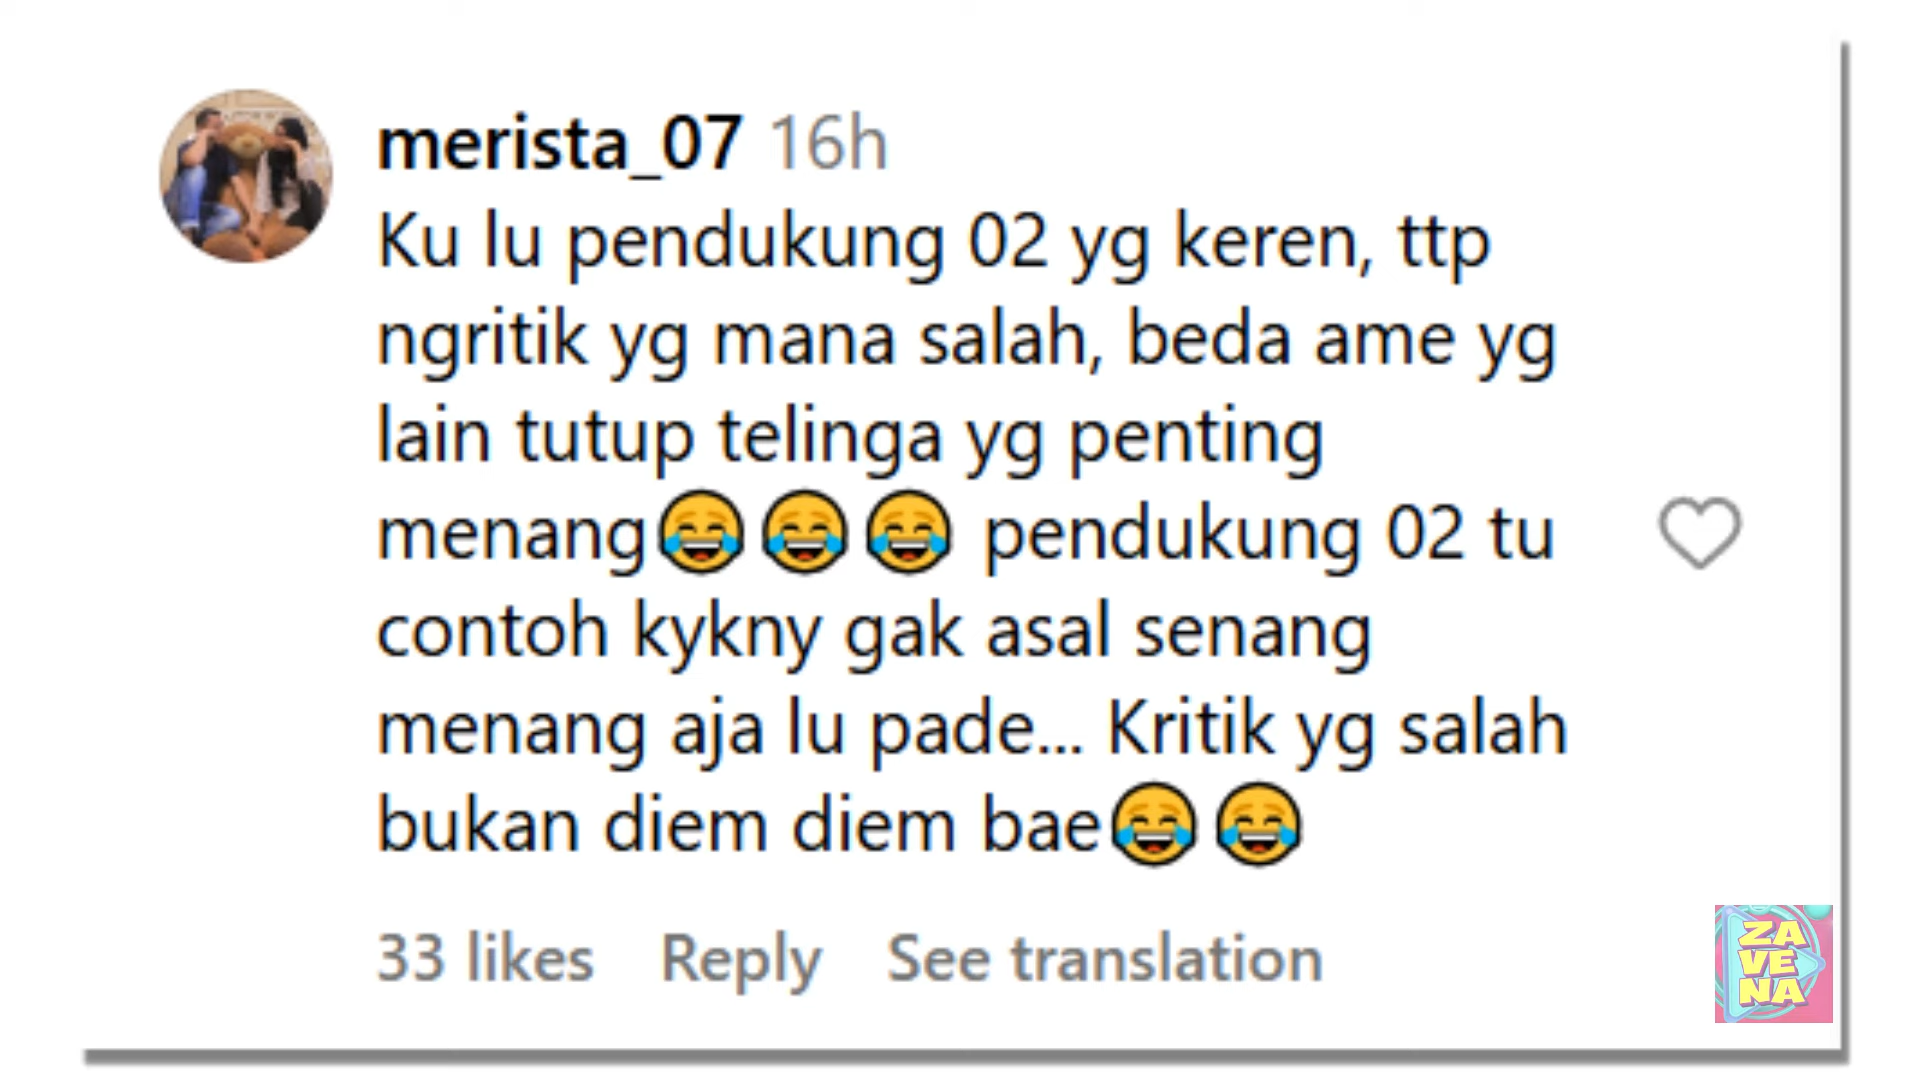 merista_07 16h
Ku lu pendukung 02 yg keren, ttp
ngritik yg mana salah, beda ame yg
lain tutup telinga yg penting
menang😂😂😂 pendukung 02 tu
contoh kykny gak asal senang
menang aja lu pade... Kritik yg salah
bukan diem diem bae😂😂
33 likes Reply See translation
ZA
VE
NA